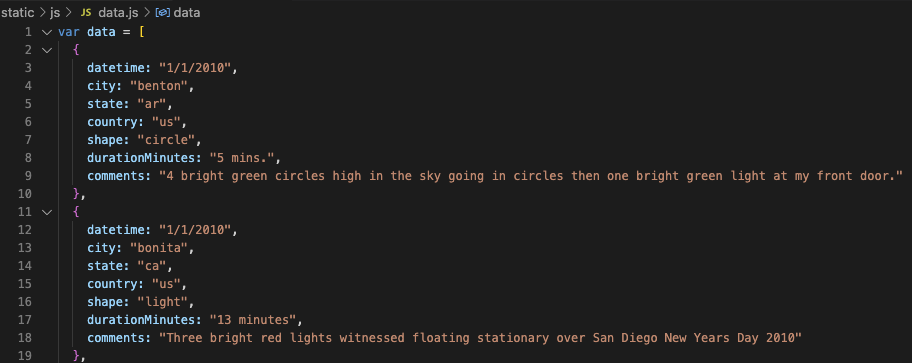 static > js > JS data.js > data
1 var data = [
2 {
3 datetime: "1/1/2010",
4 city: "benton",
5 state: "ar",
6 country: "us",
7 shape: "circle",
8 durationMinutes: "5 mins.",
9 comments: "4 bright green circles high in the sky going in circles then one bright green light at my front door."
10 },
11 {
12 datetime: "1/1/2010",
13 city: "bonita",
14 state: "ca",
15 country: "us",
16 shape: "light",
17 durationMinutes: "13 minutes",
18 comments: "Three bright red lights witnessed floating stationary over San Diego New Years Day 2010"
19 },